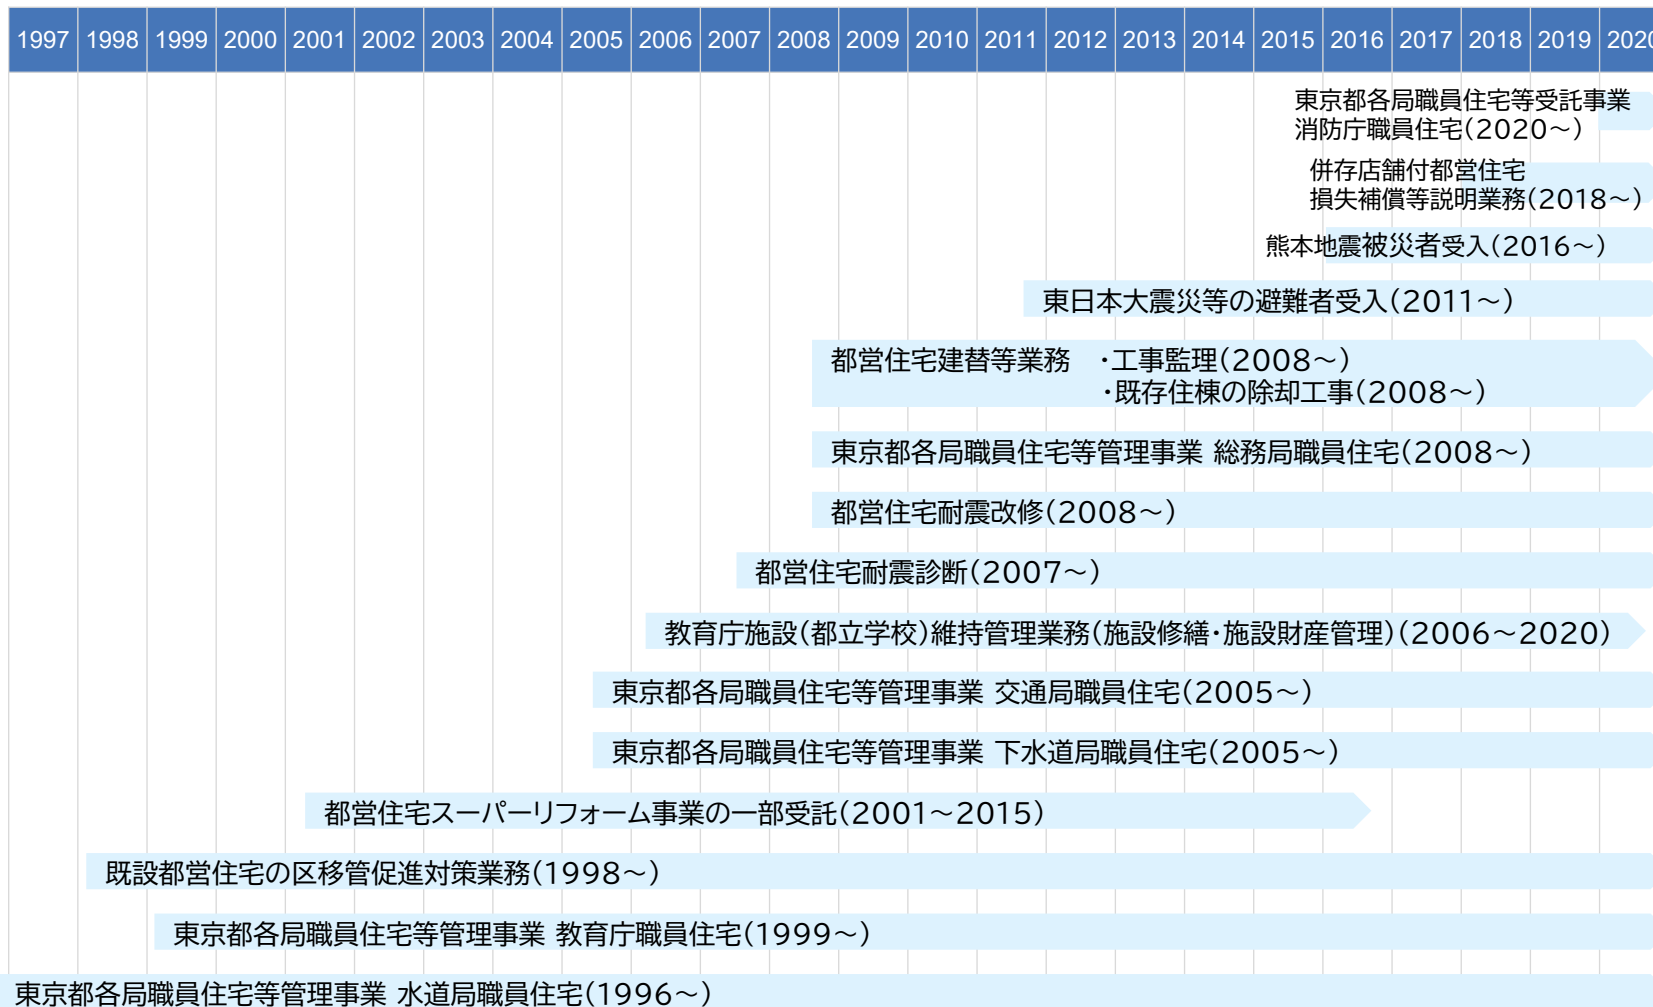 1997 1998 1999 2000 2001 2002 2003 2004 2005 2006 2007 2008 2009 2010 2011 2012 2013 2014 2015 2016 2017 2018 2019 2020
東京都各局職員住宅等受託事業
消防庁職員住宅(2020～)
併存店舗付都営住宅
損失補償等説明業務(2018～)
熊本地震被災者受入(2016～)
東日本大震災等の避難者受入(2011～)
都営住宅建替等業務 ・工事監理(2008～)
・既存住棟の除却工事(2008～)
東京都各局職員住宅等管理事業 総務局職員住宅(2008～)
都営住宅耐震改修(2008～)
都営住宅耐震診断(2007～)
教育庁施設(都立学校)維持管理業務(施設修繕・施設財産管理)(2006～2020)
東京都各局職員住宅等管理事業 交通局職員住宅(2005～)
東京都各局職員住宅等管理事業 下水道局職員住宅(2005～)
都営住宅スーパーリフォーム事業の一部受託(2001～2015)
既設都営住宅の区移管促進対策業務(1998～)
東京都各局職員住宅等管理事業 教育庁職員住宅(1999～)
東京都各局職員住宅等管理事業 水道局職員住宅(1996～)